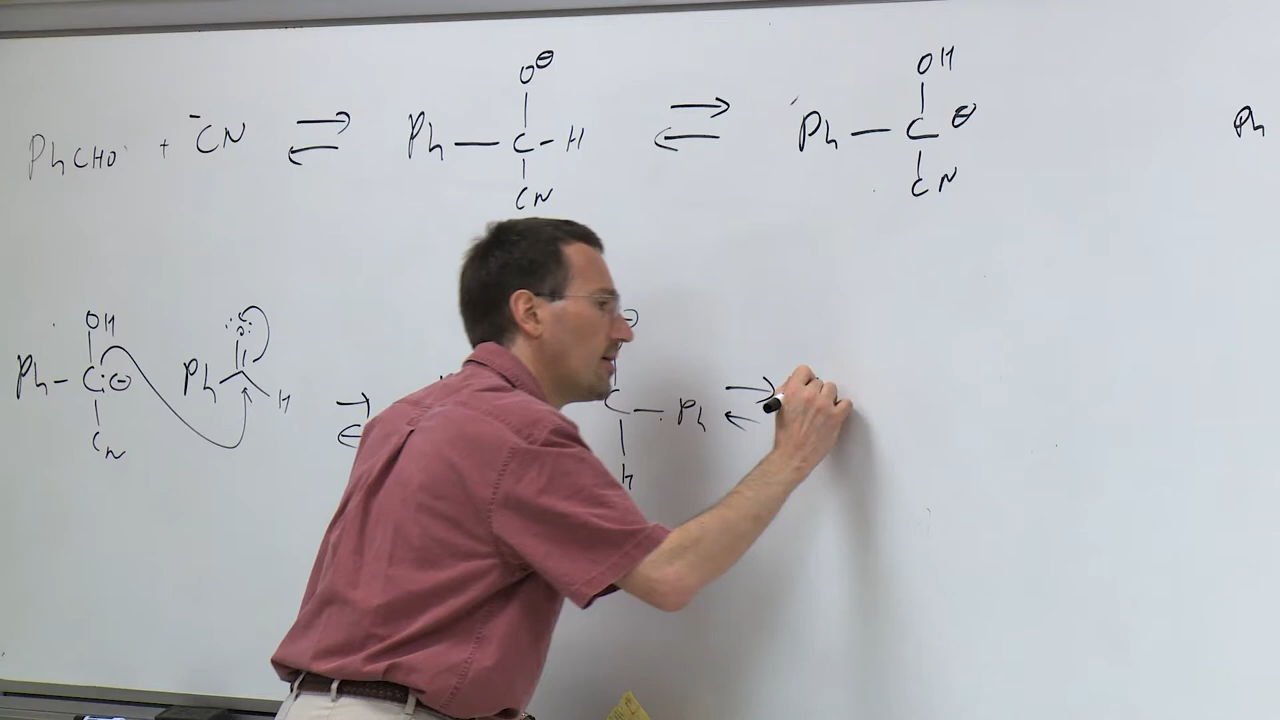 O⊖
OH
PhCHO + ⁻CN ⇌ Ph—C—H ⇌ Ph—C ⊖
Ph
CN
CN
OH
:O:
⊖
Ph—C:⊖ Ph H ⇌ C—Ph ⇌
CN
H